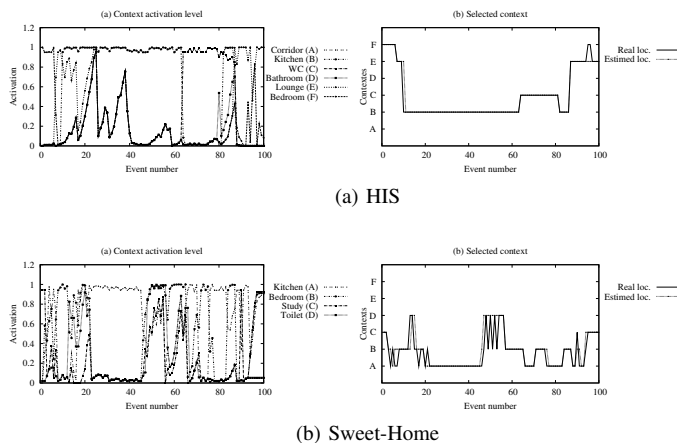 (a) Context activation level
1.2
1
0.8
0.6
0.4
0.2
0
Activation
0 20 40 60 80 100
Event number
Corridor (A)
Kitchen (B)
WC (C)
Bathroom (D)
Lounge (E)
Bedroom (F)
(b) Selected context
F
E
D
C
B
A
Contextes
0 20 40 60 80 100
Event number
Real loc.
Estimed loc.
(a) HIS
(a) Context activation level
1.2
1
0.8
0.6
0.4
0.2
0
Activation
0 20 40 60 80 100
Event number
Kitchen (A)
Bedroom (B)
Study (C)
Toilet (D)
(b) Selected context
F
E
D
C
B
A
Contexts
0 20 40 60 80 100
Event number
Real loc.
Estimed loc.
(b) Sweet-Home